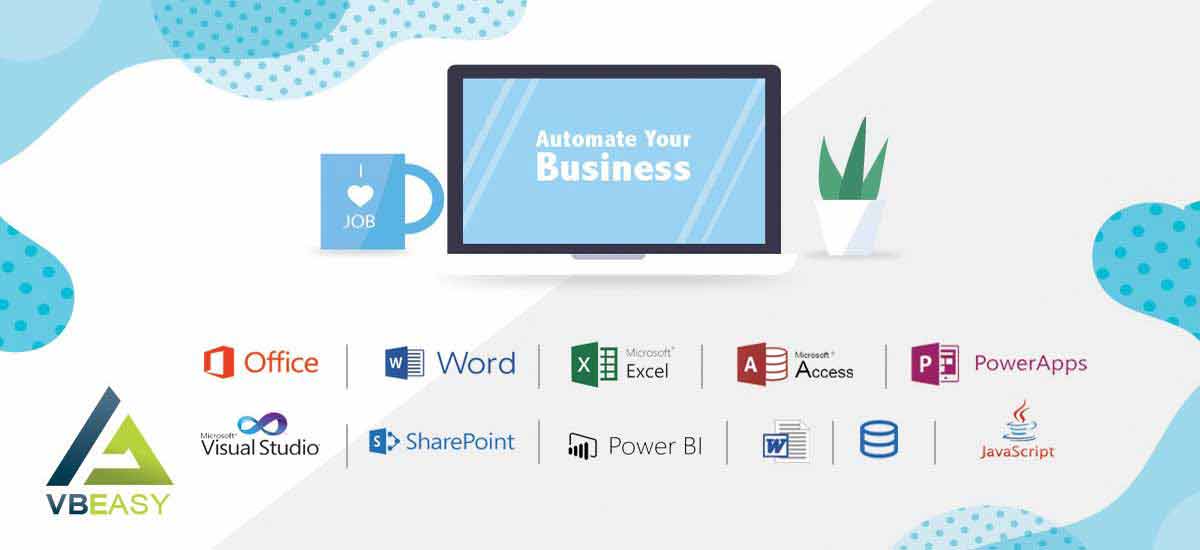 Automate Your
Business
I
JOB
Office
Word
Microsoft®
Excel
Microsoft®
Access
PowerApps
Microsoft®
Visual Studio
SharePoint
Power BI
W
JavaScript
VBEASY